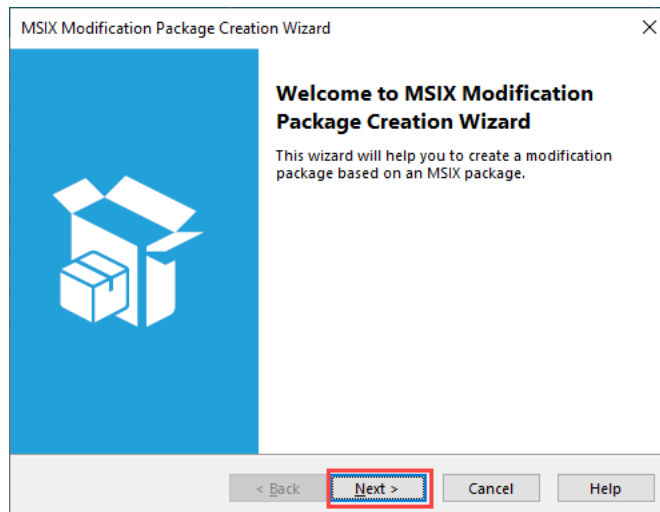 MSIX Modification Package Creation Wizard
Welcome to MSIX Modification
Package Creation Wizard
This wizard will help you to create a modification
package based on an MSIX package.
< Back
Next >
Cancel
Help